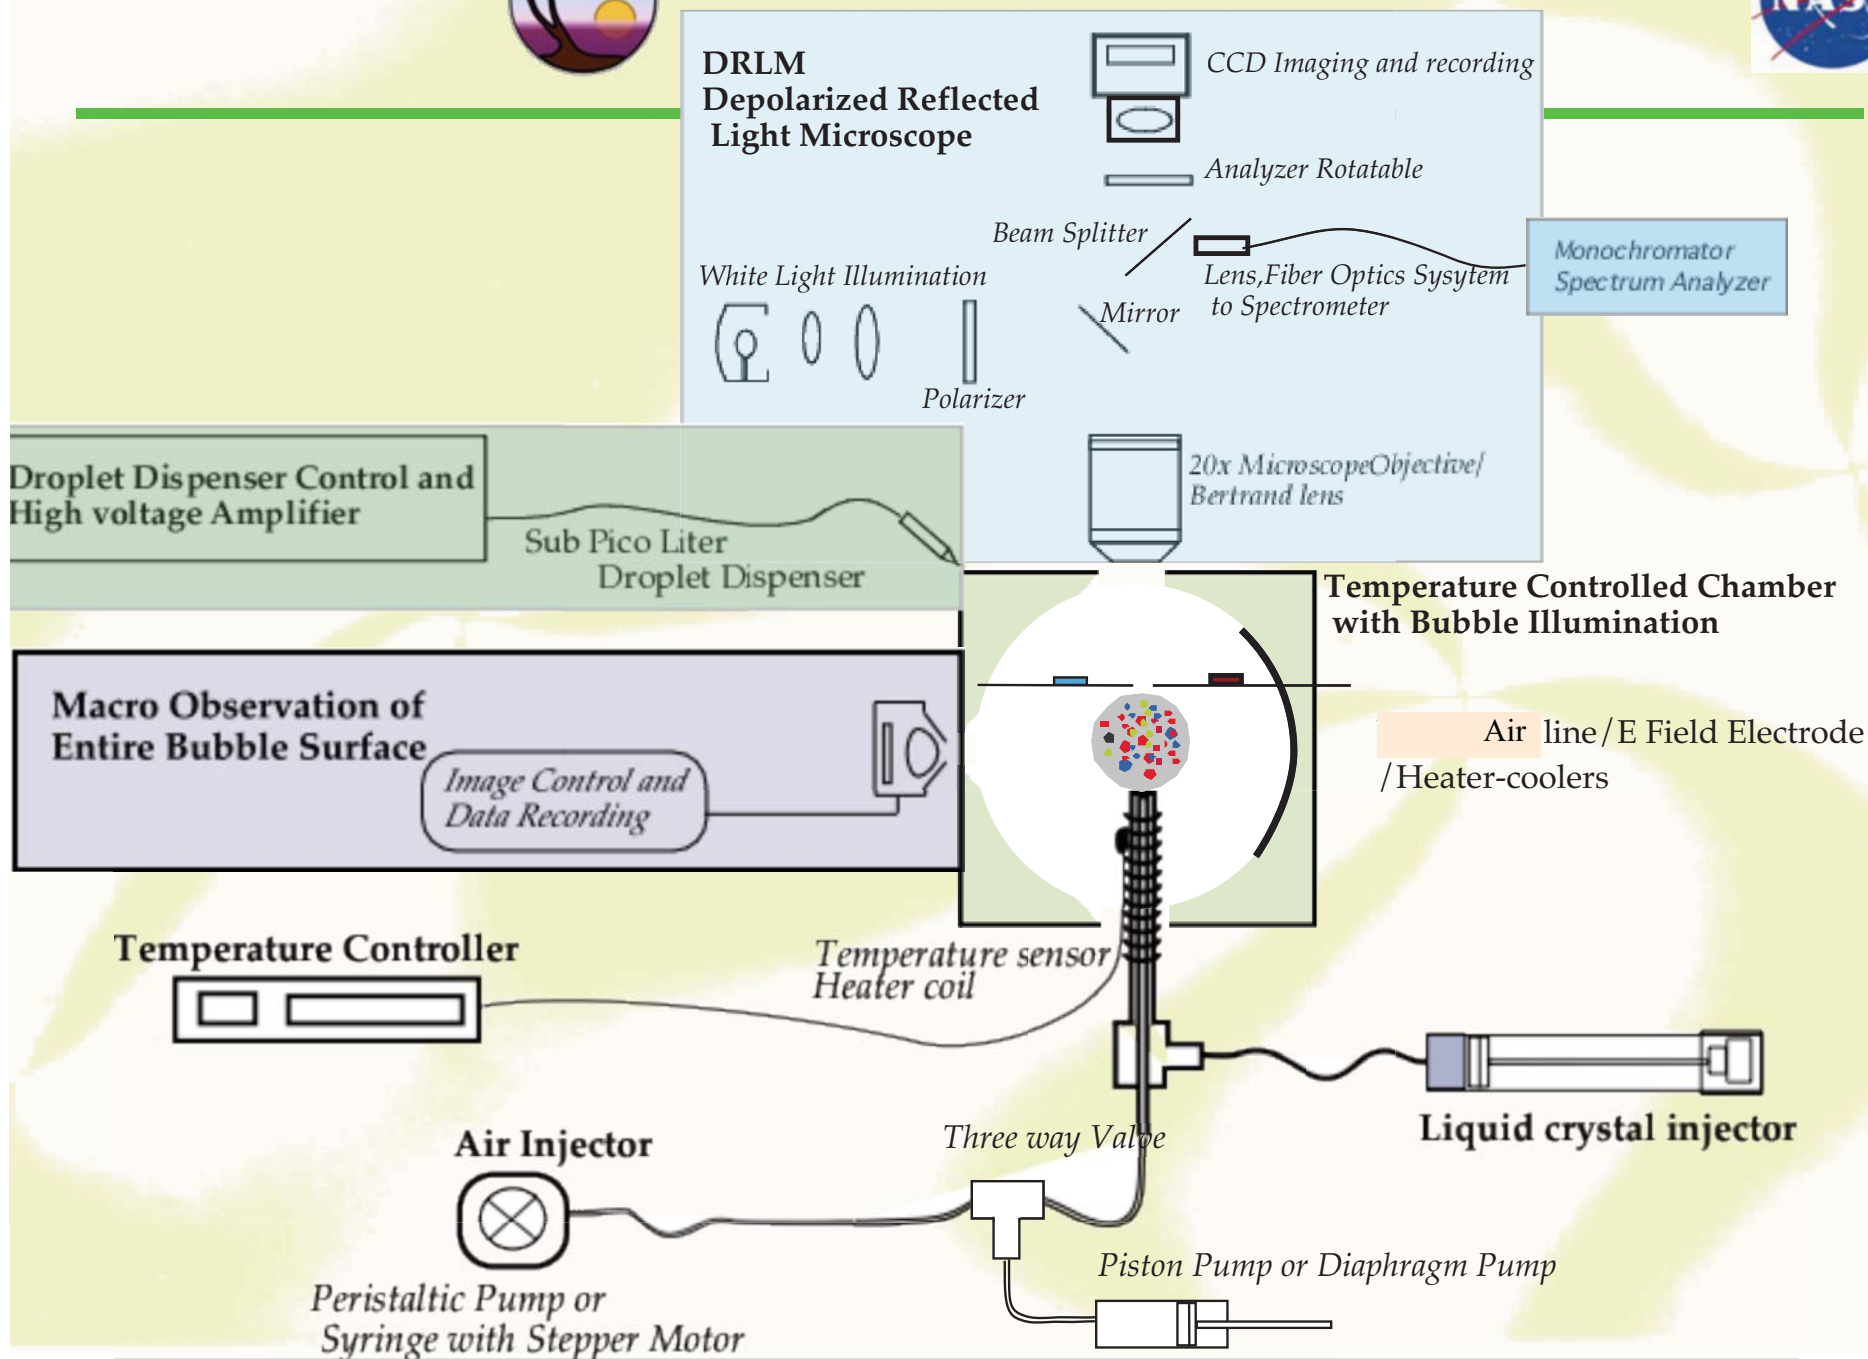 NASA
DRLM
Depolarized Reflected
Light Microscope
CCD Imaging and recording
Analyzer Rotatable
Beam Splitter
White Light Illumination
Lens,Fiber Optics Sysytem
to Spectrometer
Mirror
Polarizer
Monochromator
Spectrum Analyzer
20x MicroscopeObjective/
Bertrand lens
Droplet Dispenser Control and
High voltage Amplifier
Sub Pico Liter
Droplet Dispenser
Temperature Controlled Chamber
with Bubble Illumination
Macro Observation of
Entire Bubble Surface
Image Control and
Data Recording
Air line/E Field Electrode
/Heater-coolers
Temperature Controller
Temperature sensor
Heater coil
Liquid crystal injector
Three way Valve
Air Injector
Peristaltic Pump or
Syringe with Stepper Motor
Piston Pump or Diaphragm Pump